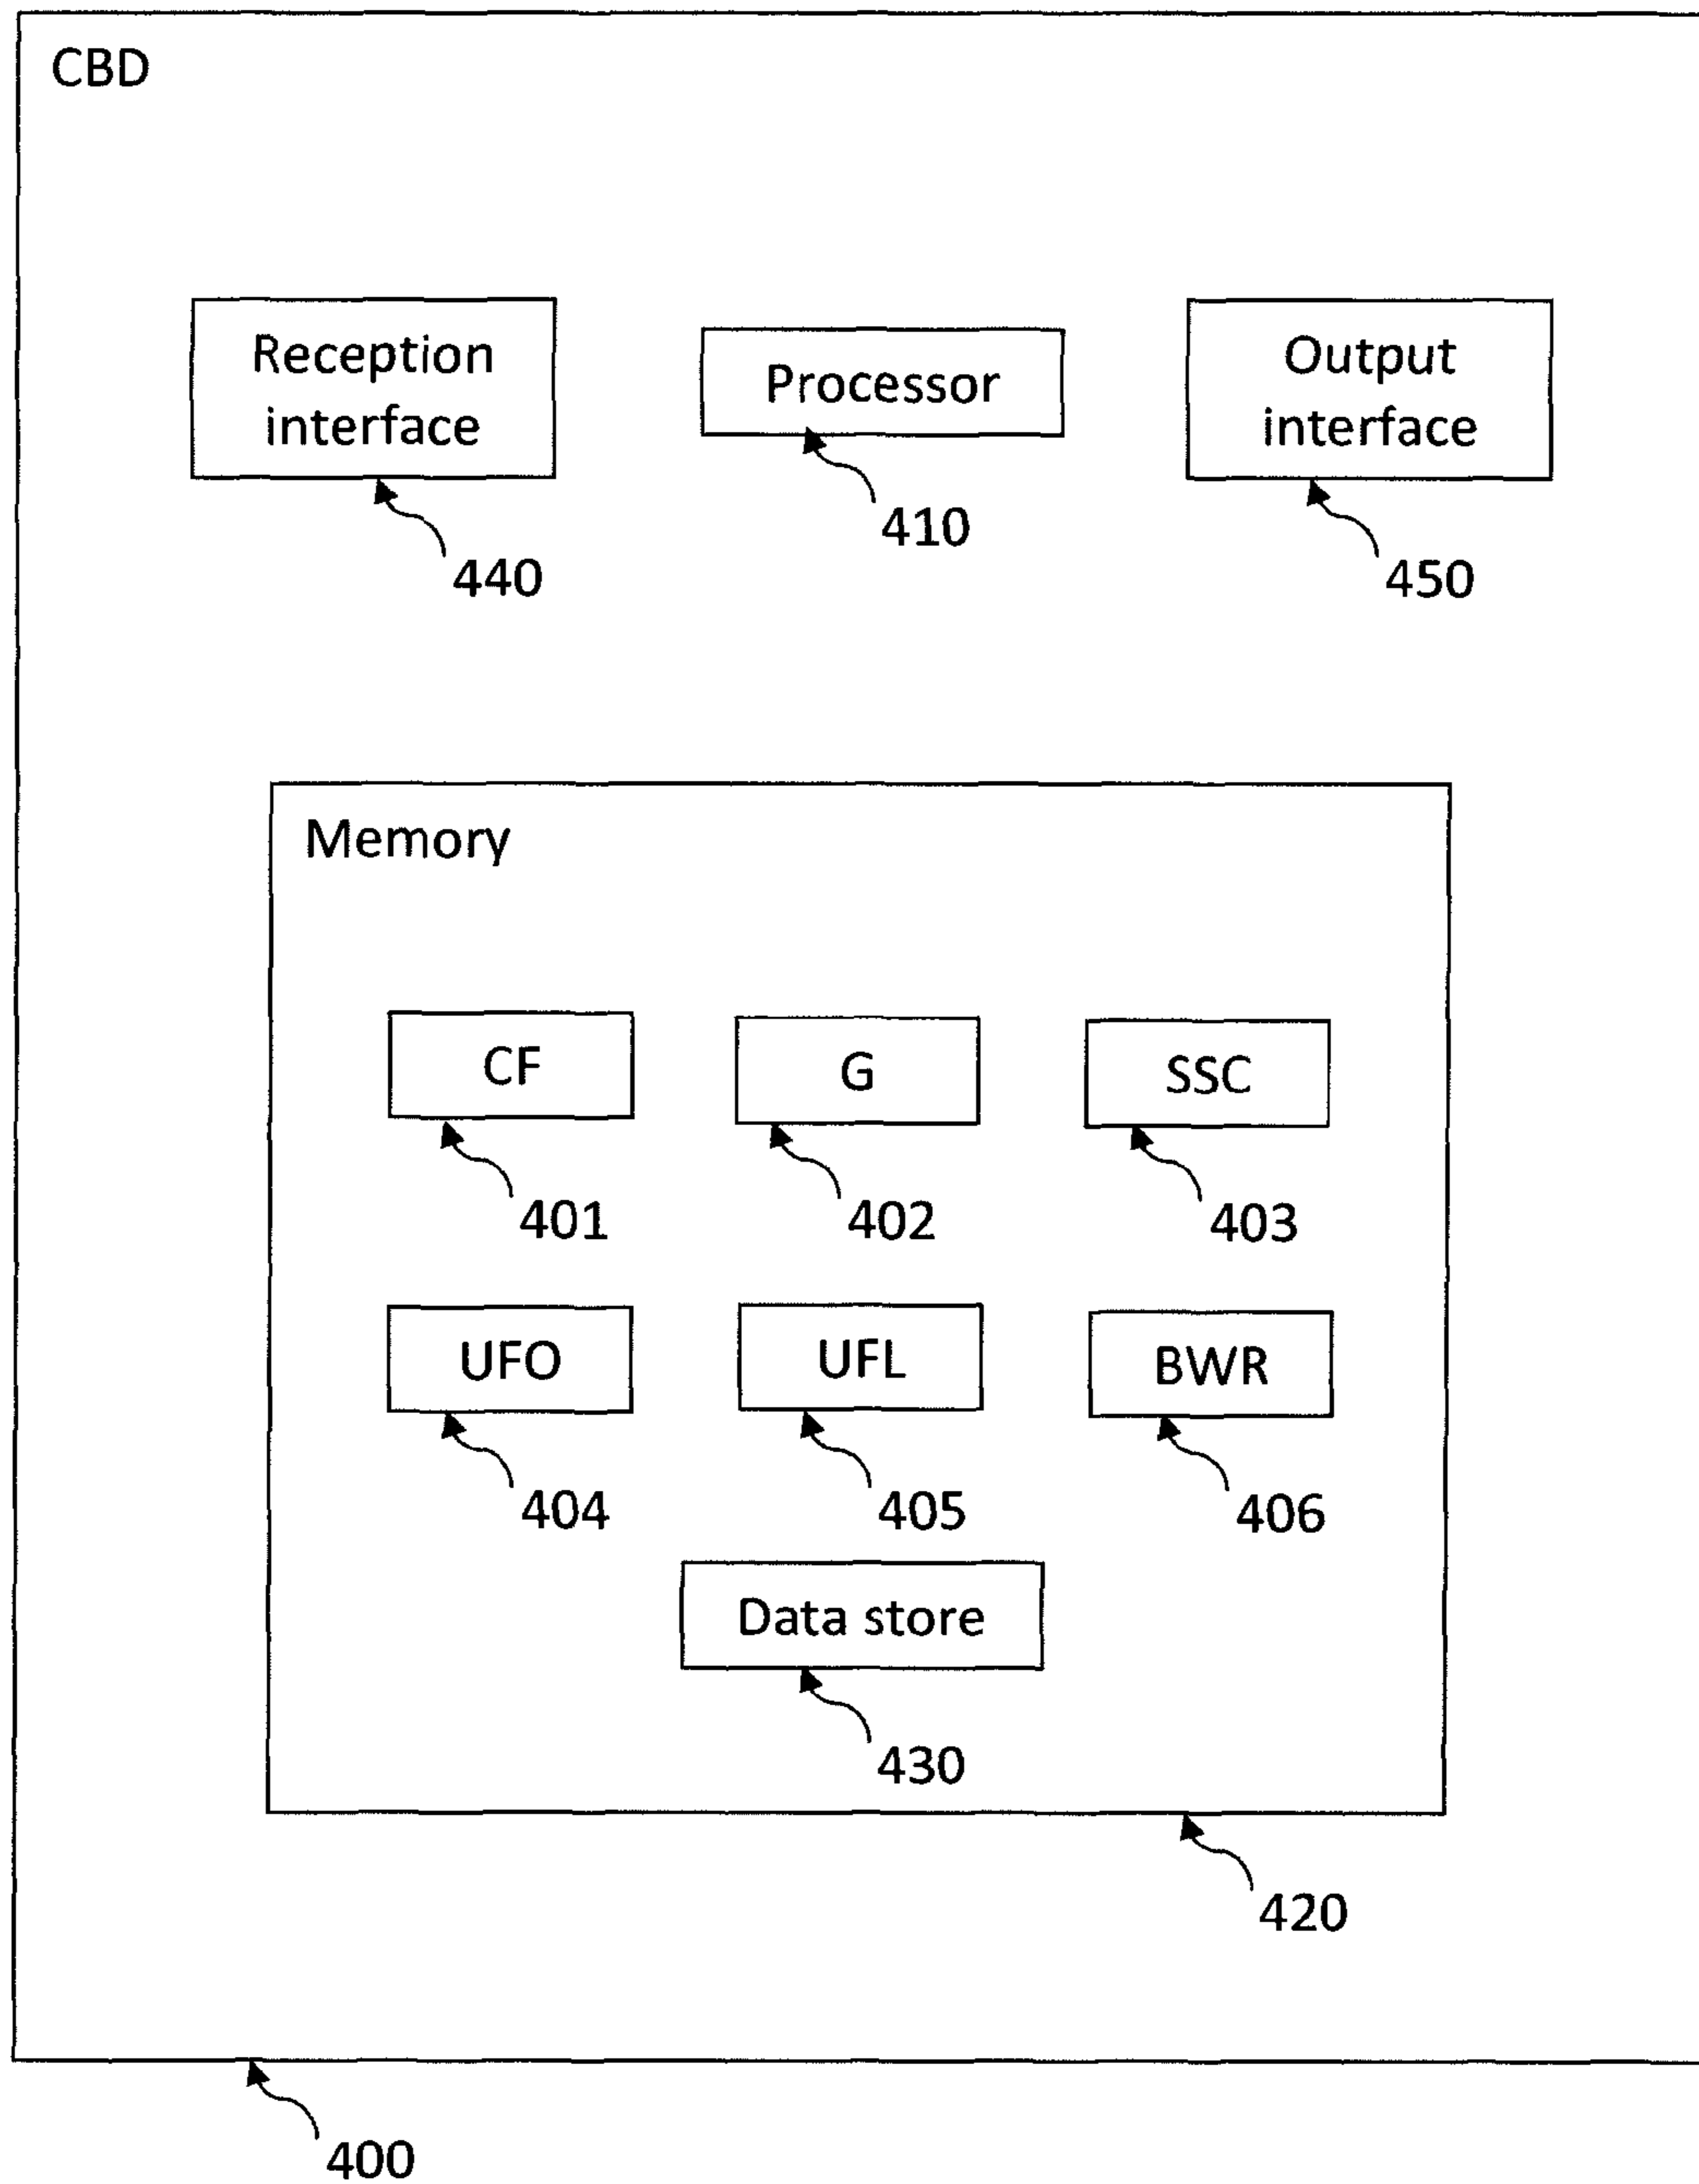 CBD
Reception
interface
440
Processor
410
Output
interface
450
Memory
CF
401
G
402
SSC
403
UFO
404
UFL
405
BWR
406
Data store
430
420
400